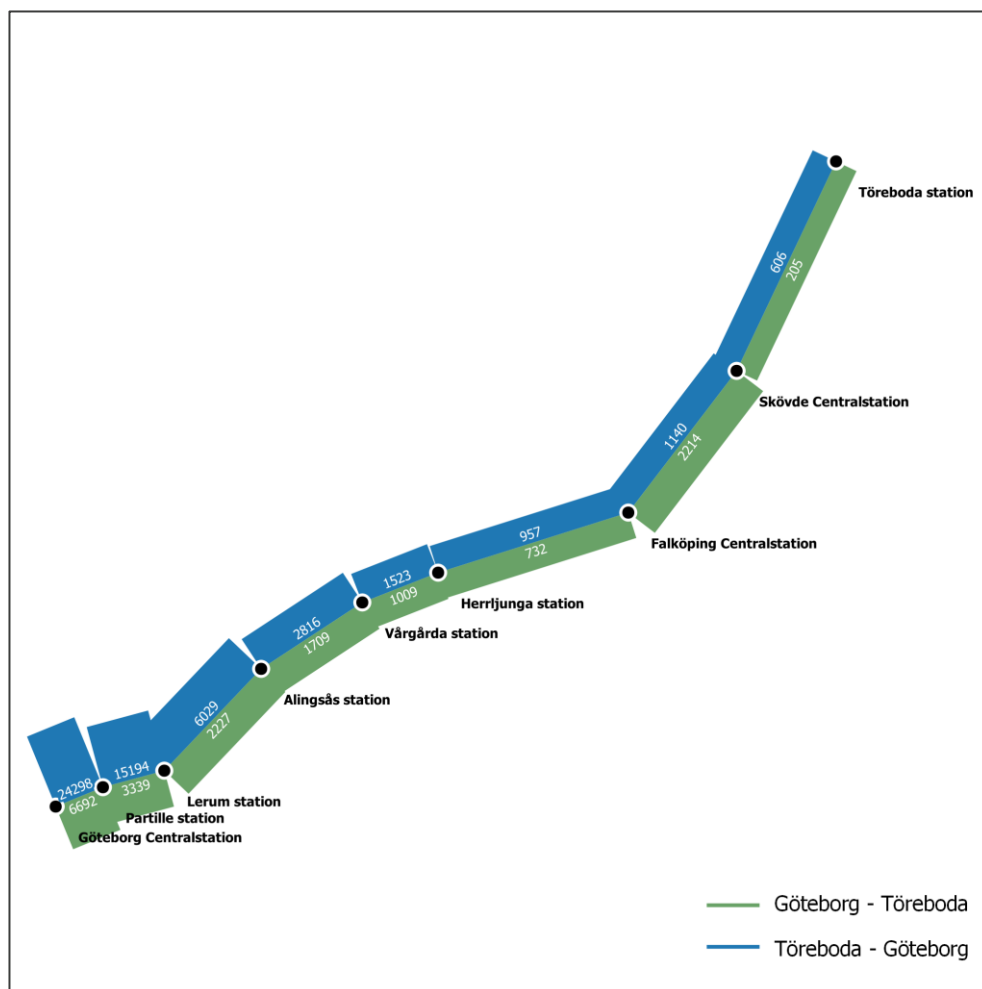 Töreboda station
606
205
Skövde Centralstation
1140
2214
Falköping Centralstation
957
732
Herrljunga station
1523
1009
Vårgårda station
2816
1709
Alingsås station
6029
2227
Lerum station
15194
3339
Partille station
24298
6692
Göteborg Centralstation
Göteborg - Töreboda
Töreboda - Göteborg